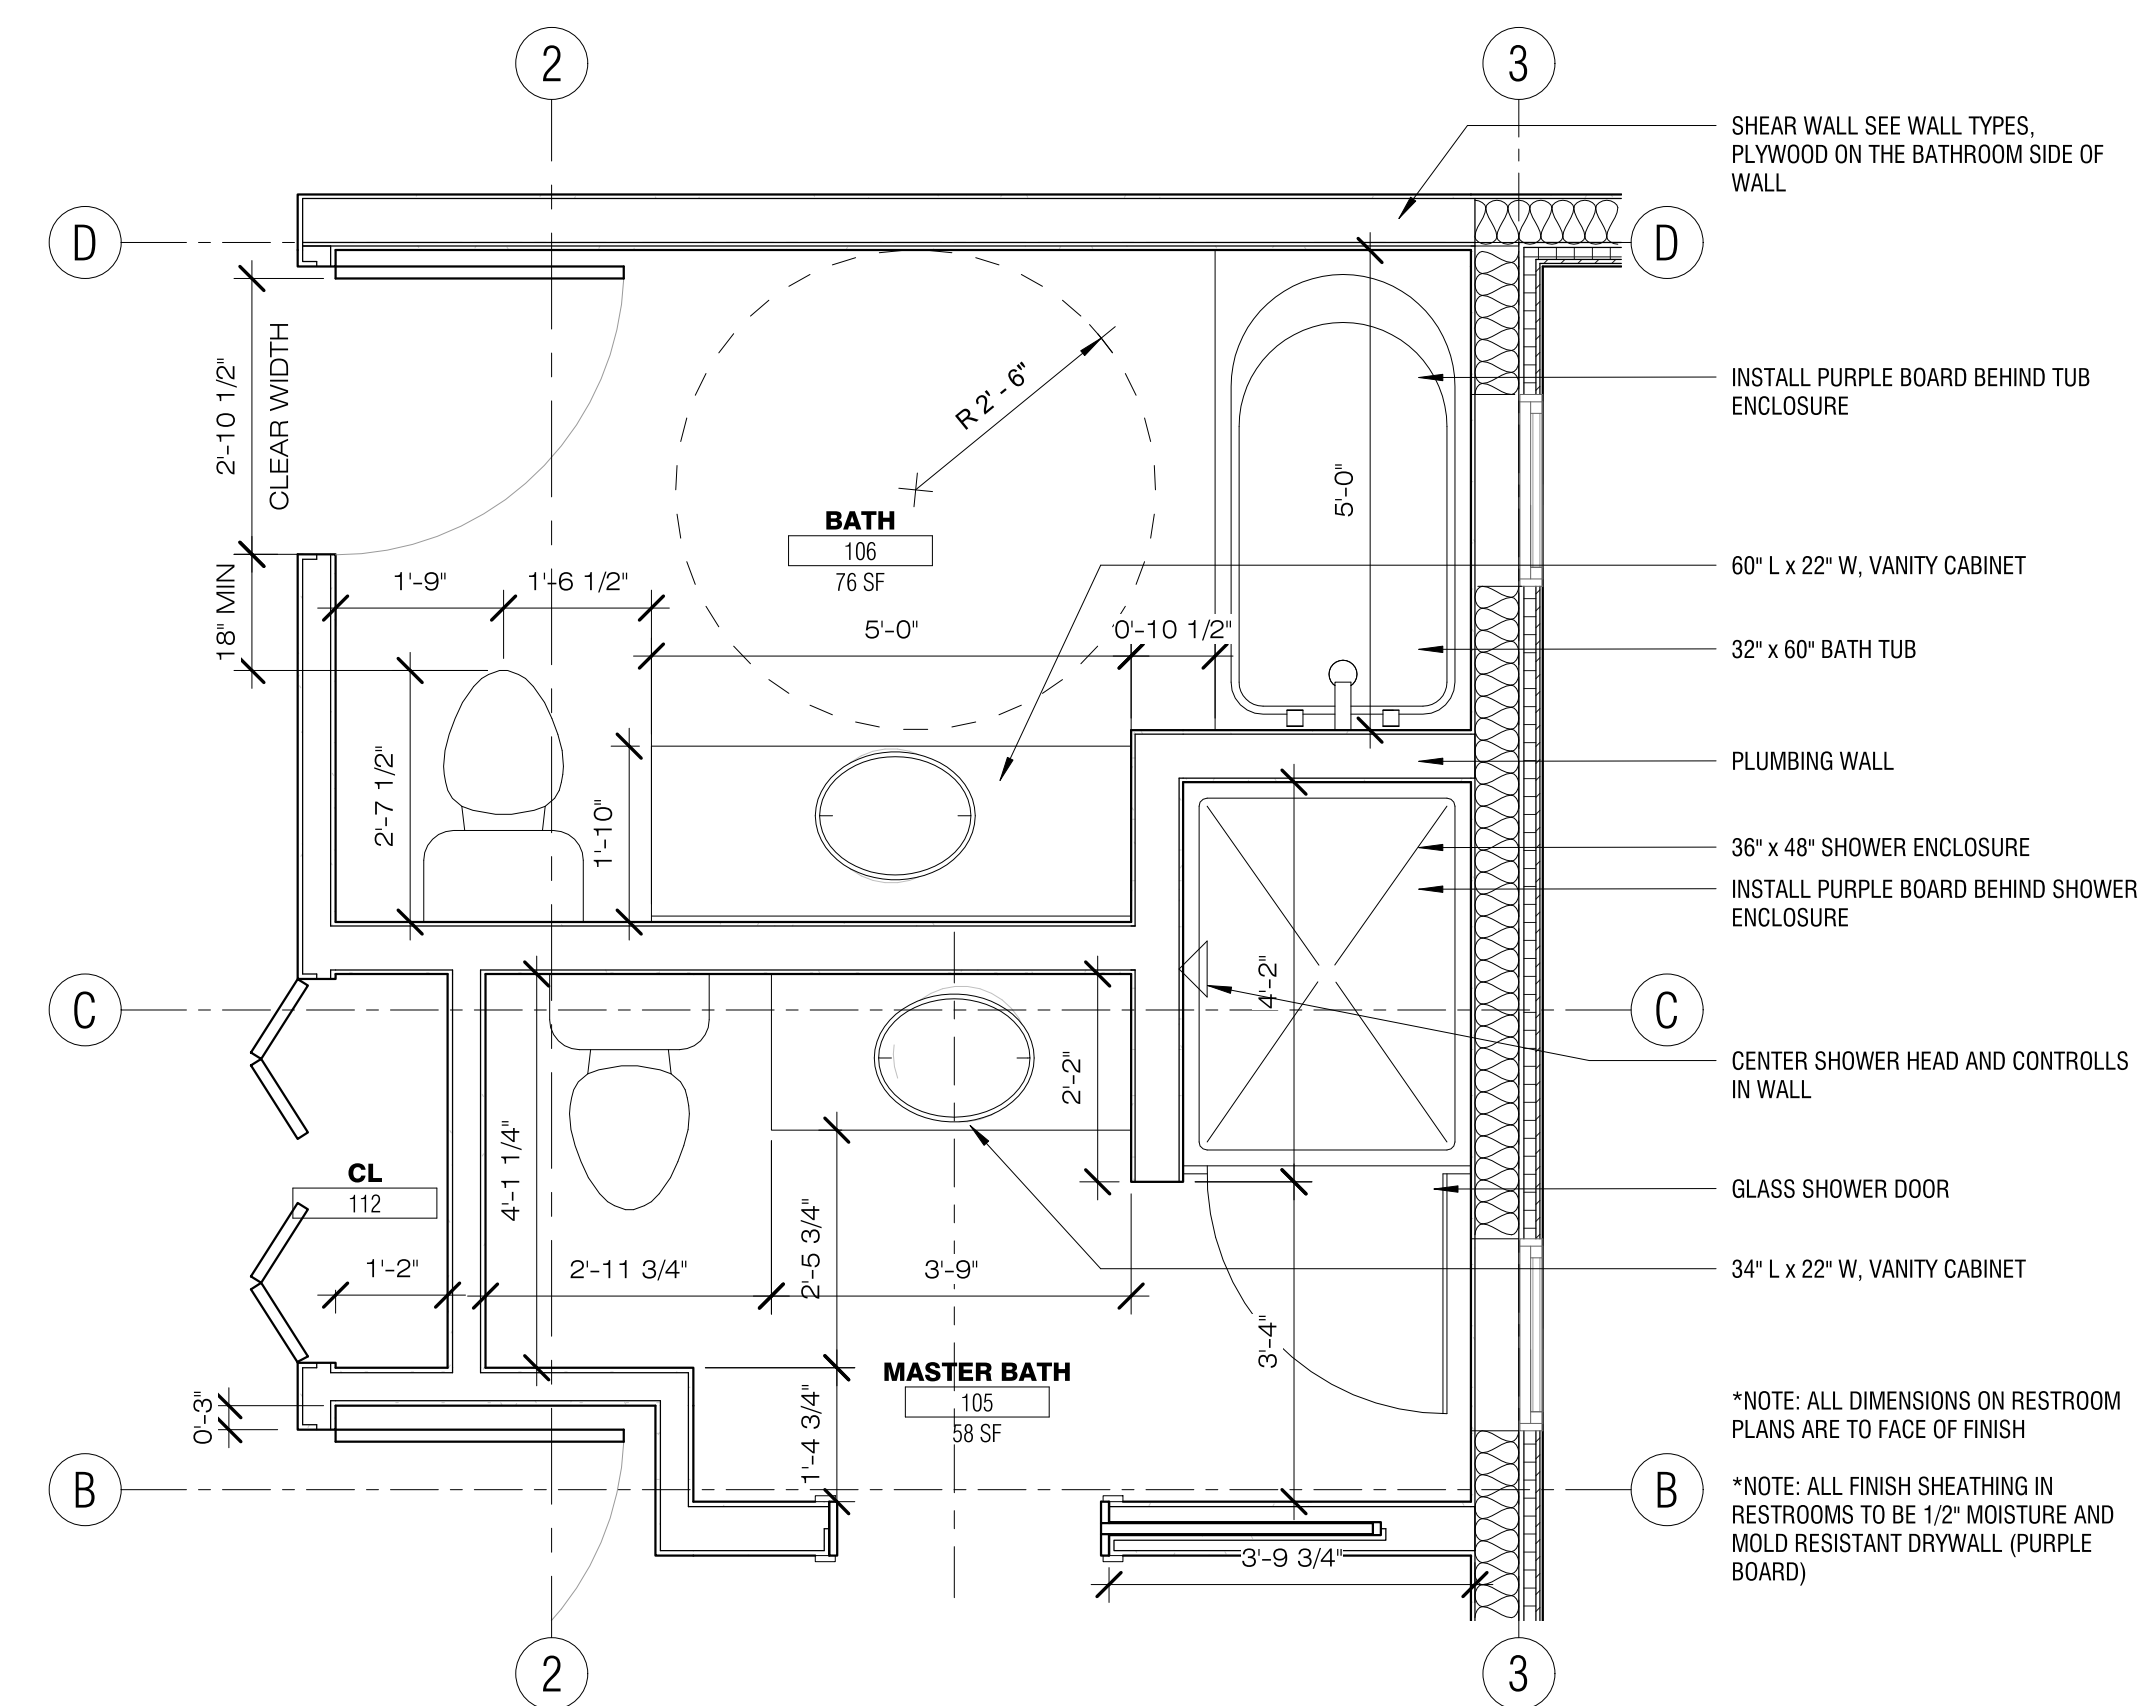 2
3
SHEAR WALL SEE WALL TYPES,
PLYWOOD ON THE BATHROOM SIDE OF
WALL
D
D
CLEAR WIDTH
2'-10 1/2"
R 2' - 6"
INSTALL PURPLE BOARD BEHIND TUB
ENCLOSURE
5'-0"
BATH
106
76 SF
60" L x 22" W, VANITY CABINET
18" MIN
1'-9"
1'-6 1/2"
5'-0"
0'-10 1/2"
32" x 60" BATH TUB
2'-7 1/2"
1'-10"
PLUMBING WALL
36" x 48" SHOWER ENCLOSURE
INSTALL PURPLE BOARD BEHIND SHOWER
ENCLOSURE
4'-2"
C
C
2'-2"
CENTER SHOWER HEAD AND CONTROLLS
IN WALL
CL
112
4'-1 1/4"
GLASS SHOWER DOOR
2'-5 3/4"
1'-2"
2'-11 3/4"
3'-9"
34" L x 22" W, VANITY CABINET
3'-4"
MASTER BATH
105
58 SF
0'-3"
1'-4 3/4"
*NOTE: ALL DIMENSIONS ON RESTROOM
PLANS ARE TO FACE OF FINISH
B
B
*NOTE: ALL FINISH SHEATHING IN
RESTROOMS TO BE 1/2" MOISTURE AND
MOLD RESISTANT DRYWALL (PURPLE
BOARD)
3'-9 3/4"
2
3